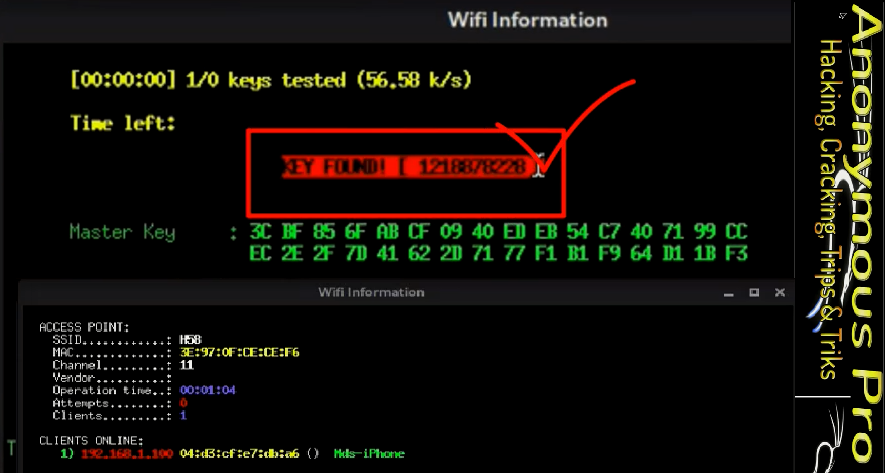 Wifi Information
[00:00:00] 1/0 keys tested (56.58 k/s)
Time left:
KEY FOUND! [ 1218878228 ]
Master Key : 3C BF 85 6F AB CF 09 40 ED EB 54 C7 40 71 99 CC
EC 2E 2F 7D 41 62 2D 71 77 F1 B1 F9 64 D1 1B F3
Wifi Information
ACCESS POINT:
SSID............: H58
MAC.............: 3E:97:0F:CE:CE:F6
Channel.........: 11
Vendor..........:
Operation time..: 00:01:04
Attempts........: 0
Clients.........: 1
CLIENTS ONLINE:
1) 192.168.1.100 04:d3:cf:e7:db:a6 () Mds-iPhone
T
Anonymous Pro
Hacking, Cracking, Trips & Triks